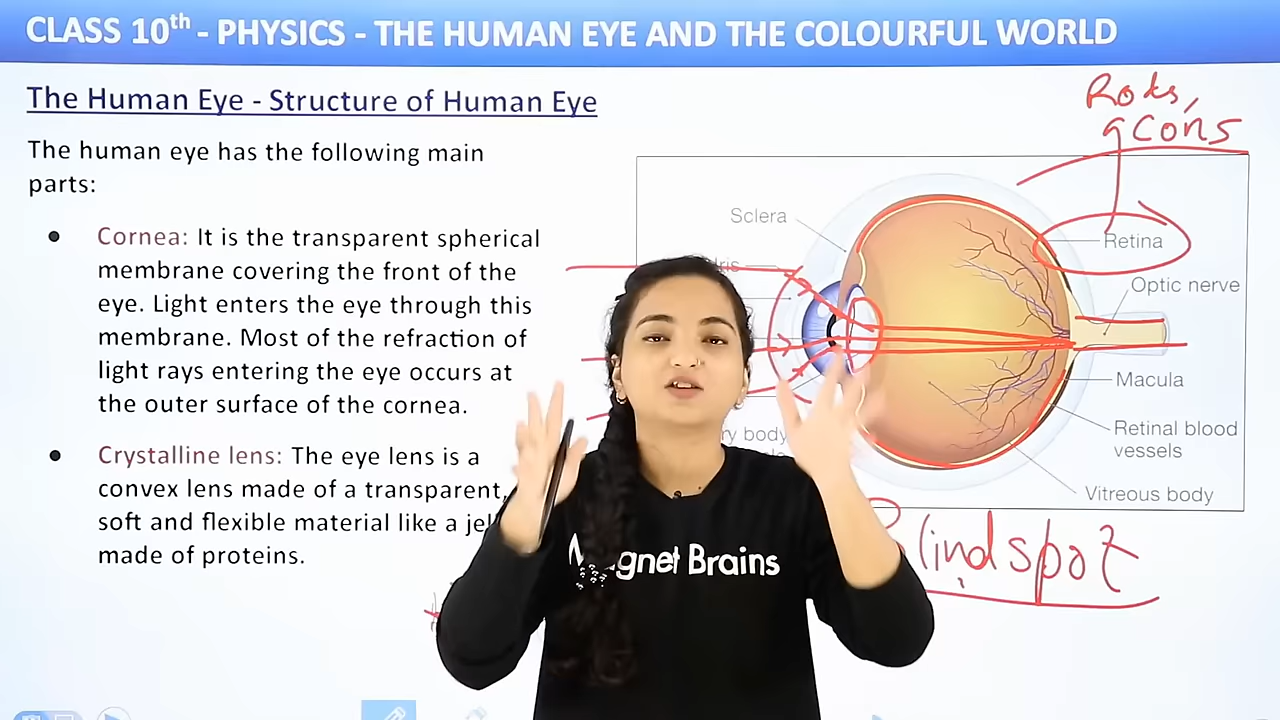 CLASS 10th - PHYSICS - THE HUMAN EYE AND THE COLOURFUL WORLD
The Human Eye - Structure of Human Eye
The human eye has the following main
parts:
● Cornea: It is the transparent spherical
membrane covering the front of the
eye. Light enters the eye through this
membrane. Most of the refraction of
light rays entering the eye occurs at
the outer surface of the cornea.
● Crystalline lens: The eye lens is a
convex lens made of a transparent,
soft and flexible material like a
made of proteins.
Rods,
cons
Sclera
Retina
Optic nerve
Macula
Retinal blood
vessels
Vitreous body
body
lindspot
gnet Brains